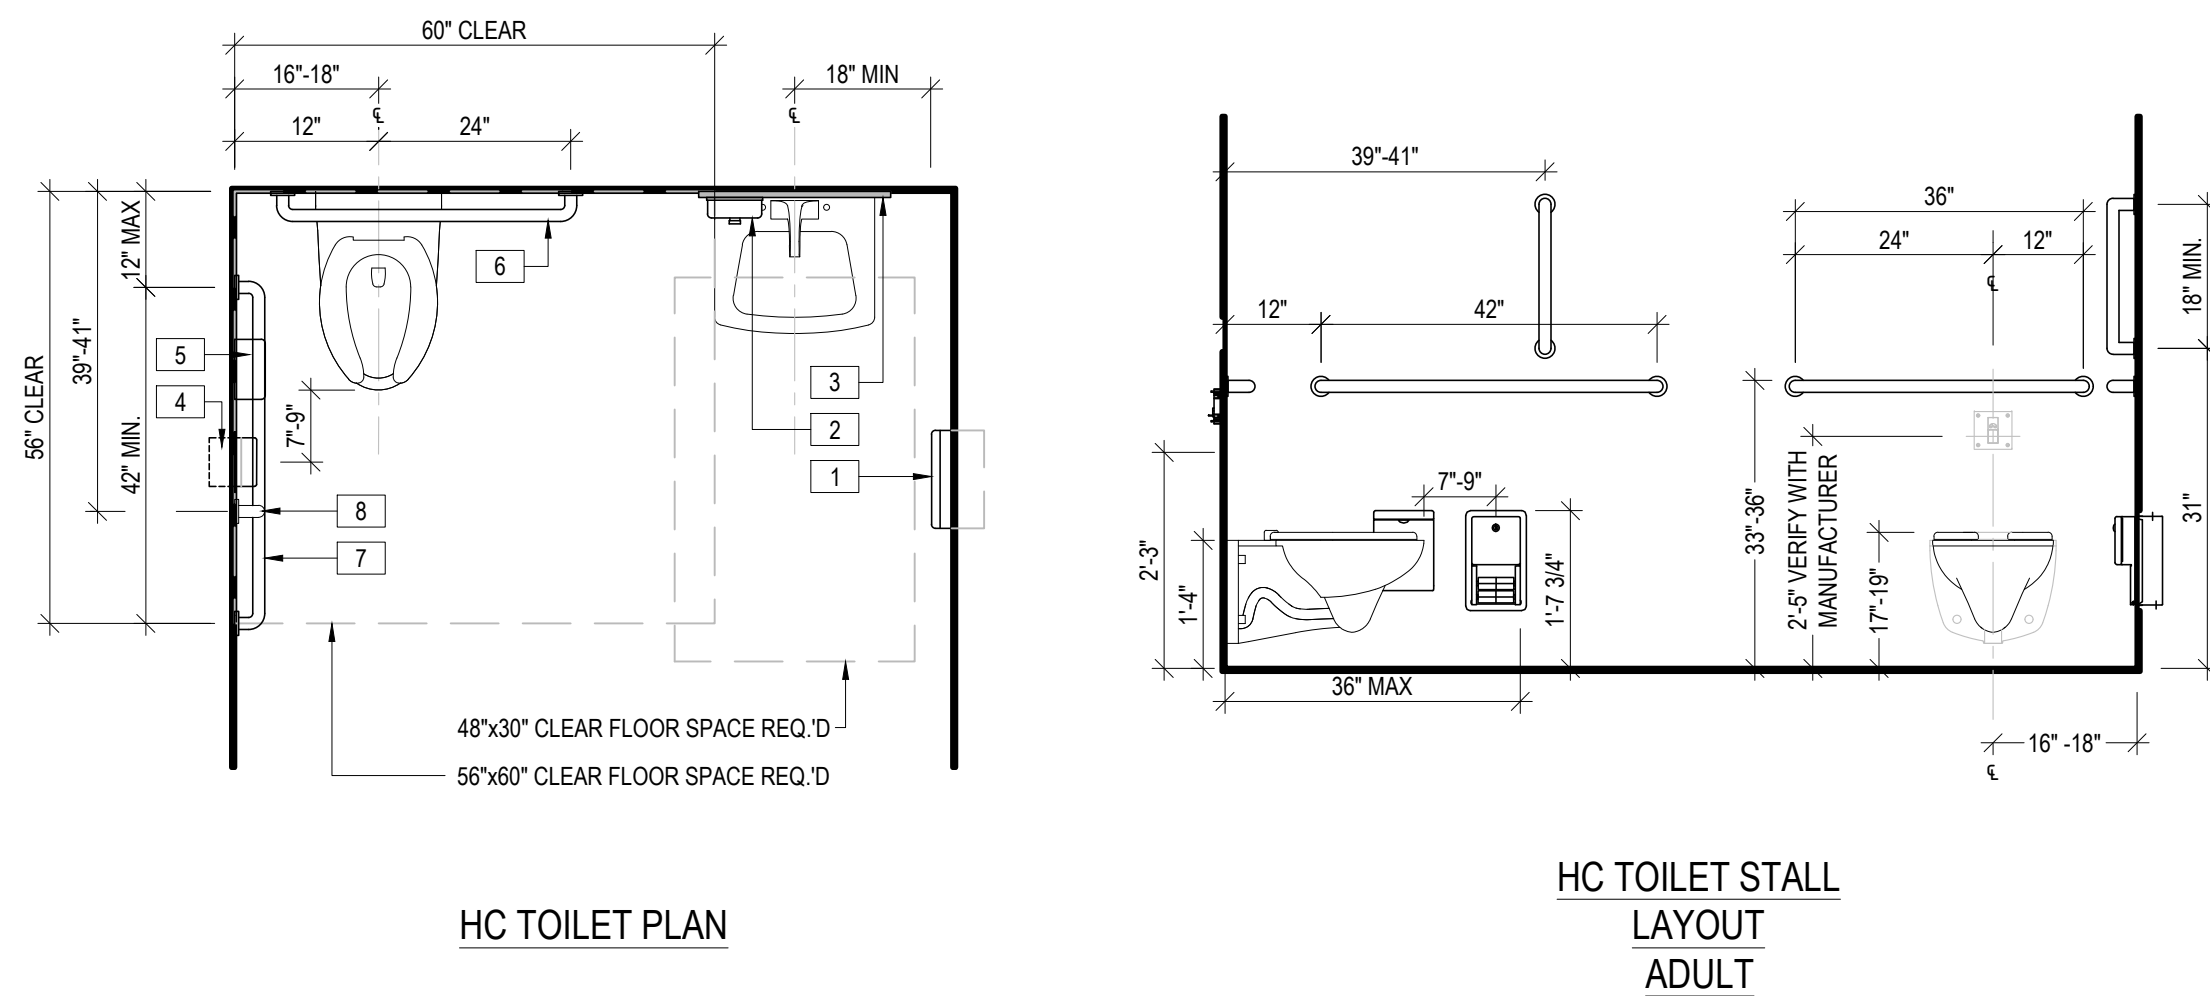 60" CLEAR
16"-18"
18" MIN
℄
℄
12"
24"
12" MAX
39"-41"
56" CLEAR
42" MIN.
7"-9"
6
5
4
3
2
1
8
7
48"x30" CLEAR FLOOR SPACE REQ.'D
56"x60" CLEAR FLOOR SPACE REQ.'D
HC TOILET PLAN
39"-41"
36"
24"
12"
℄
18" MIN.
12"
42"
7"-9"
2'-3"
1'-4"
1'-7 3/4"
33"-36"
2'-5" VERIFY WITH
MANUFACTURER
17"-19"
31"
36" MAX
16" -18"
℄
HC TOILET STALL
LAYOUT
ADULT